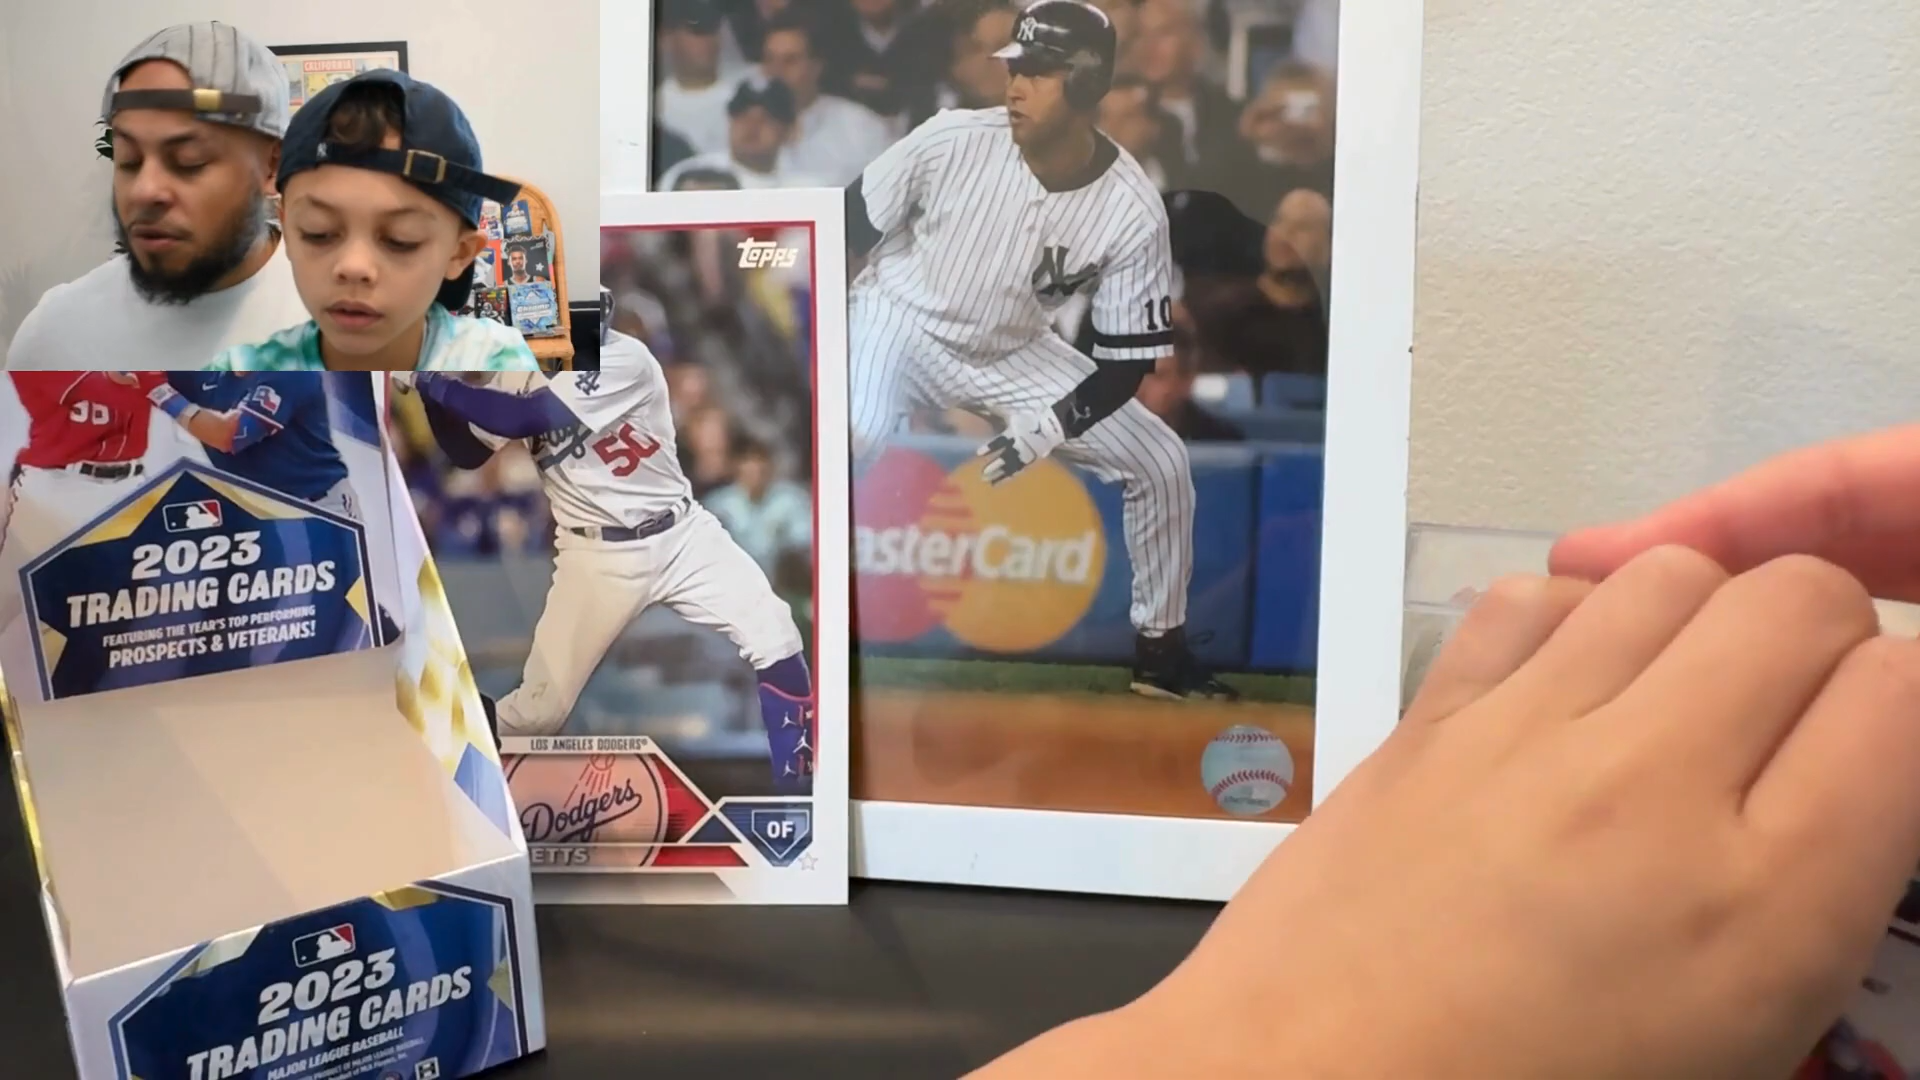 CALIFORNIA
topps
10
50
LOS ANGELES DODGERS®
Dodgers
ETTS
OF
asterCard
2023
TRADING CARDS
FEATURING THE YEAR'S TOP PERFORMING
PROSPECTS & VETERANS!
2023
TRADING CARDS
MAJOR LEAGUE BASEBALL